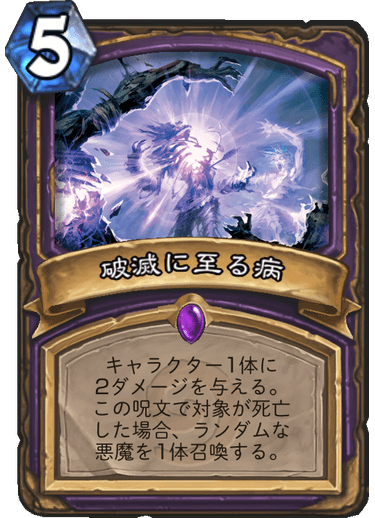 5
破滅に至る病
キャラクター1体に
2ダメージを与える。
この呪文で対象が死亡
した場合、ランダムな
悪魔を1体召喚する。